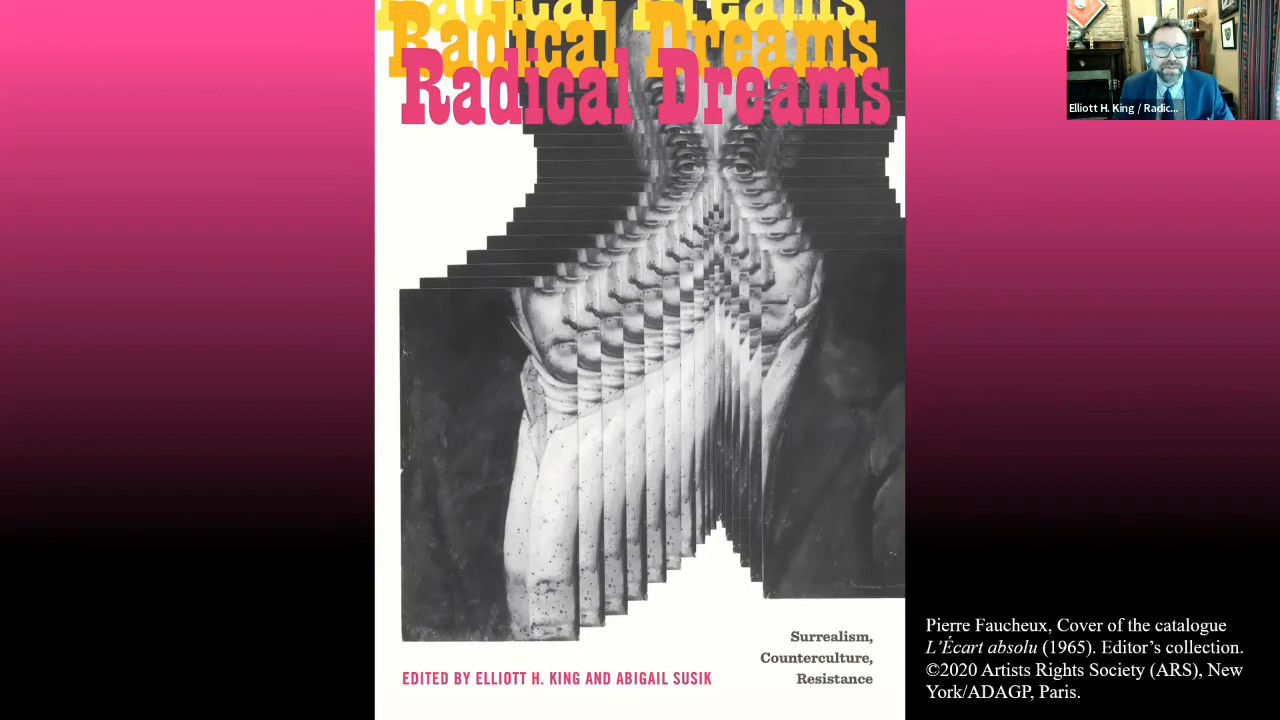 Radical Dreams
Radical Dreams
Radical Dreams
Elliott H. King / Radic...
Surrealism,
Counterculture,
Resistance
EDITED BY ELLIOTT H. KING AND ABIGAIL SUSIK
Pierre Faucheux, Cover of the catalogue
L’Écart absolu (1965). Editor’s collection.
©2020 Artists Rights Society (ARS), New
York/ADAGP, Paris.